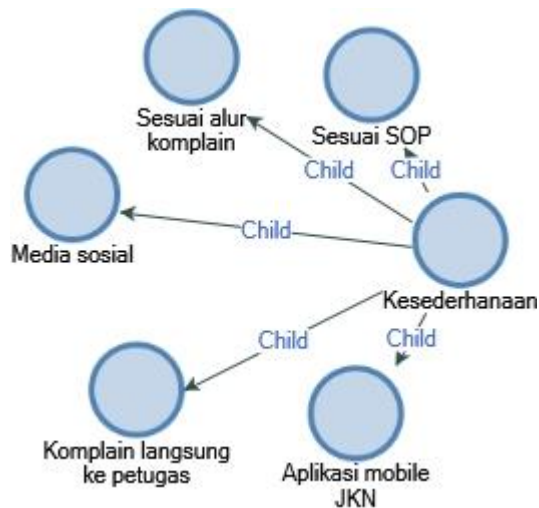 Sesuai alur
komplain
Sesuai SOP
Child
Child
Media sosial
Child
Kesederhanaan
Child
Child
Komplain langsung
ke petugas
Aplikasi mobile
JKN